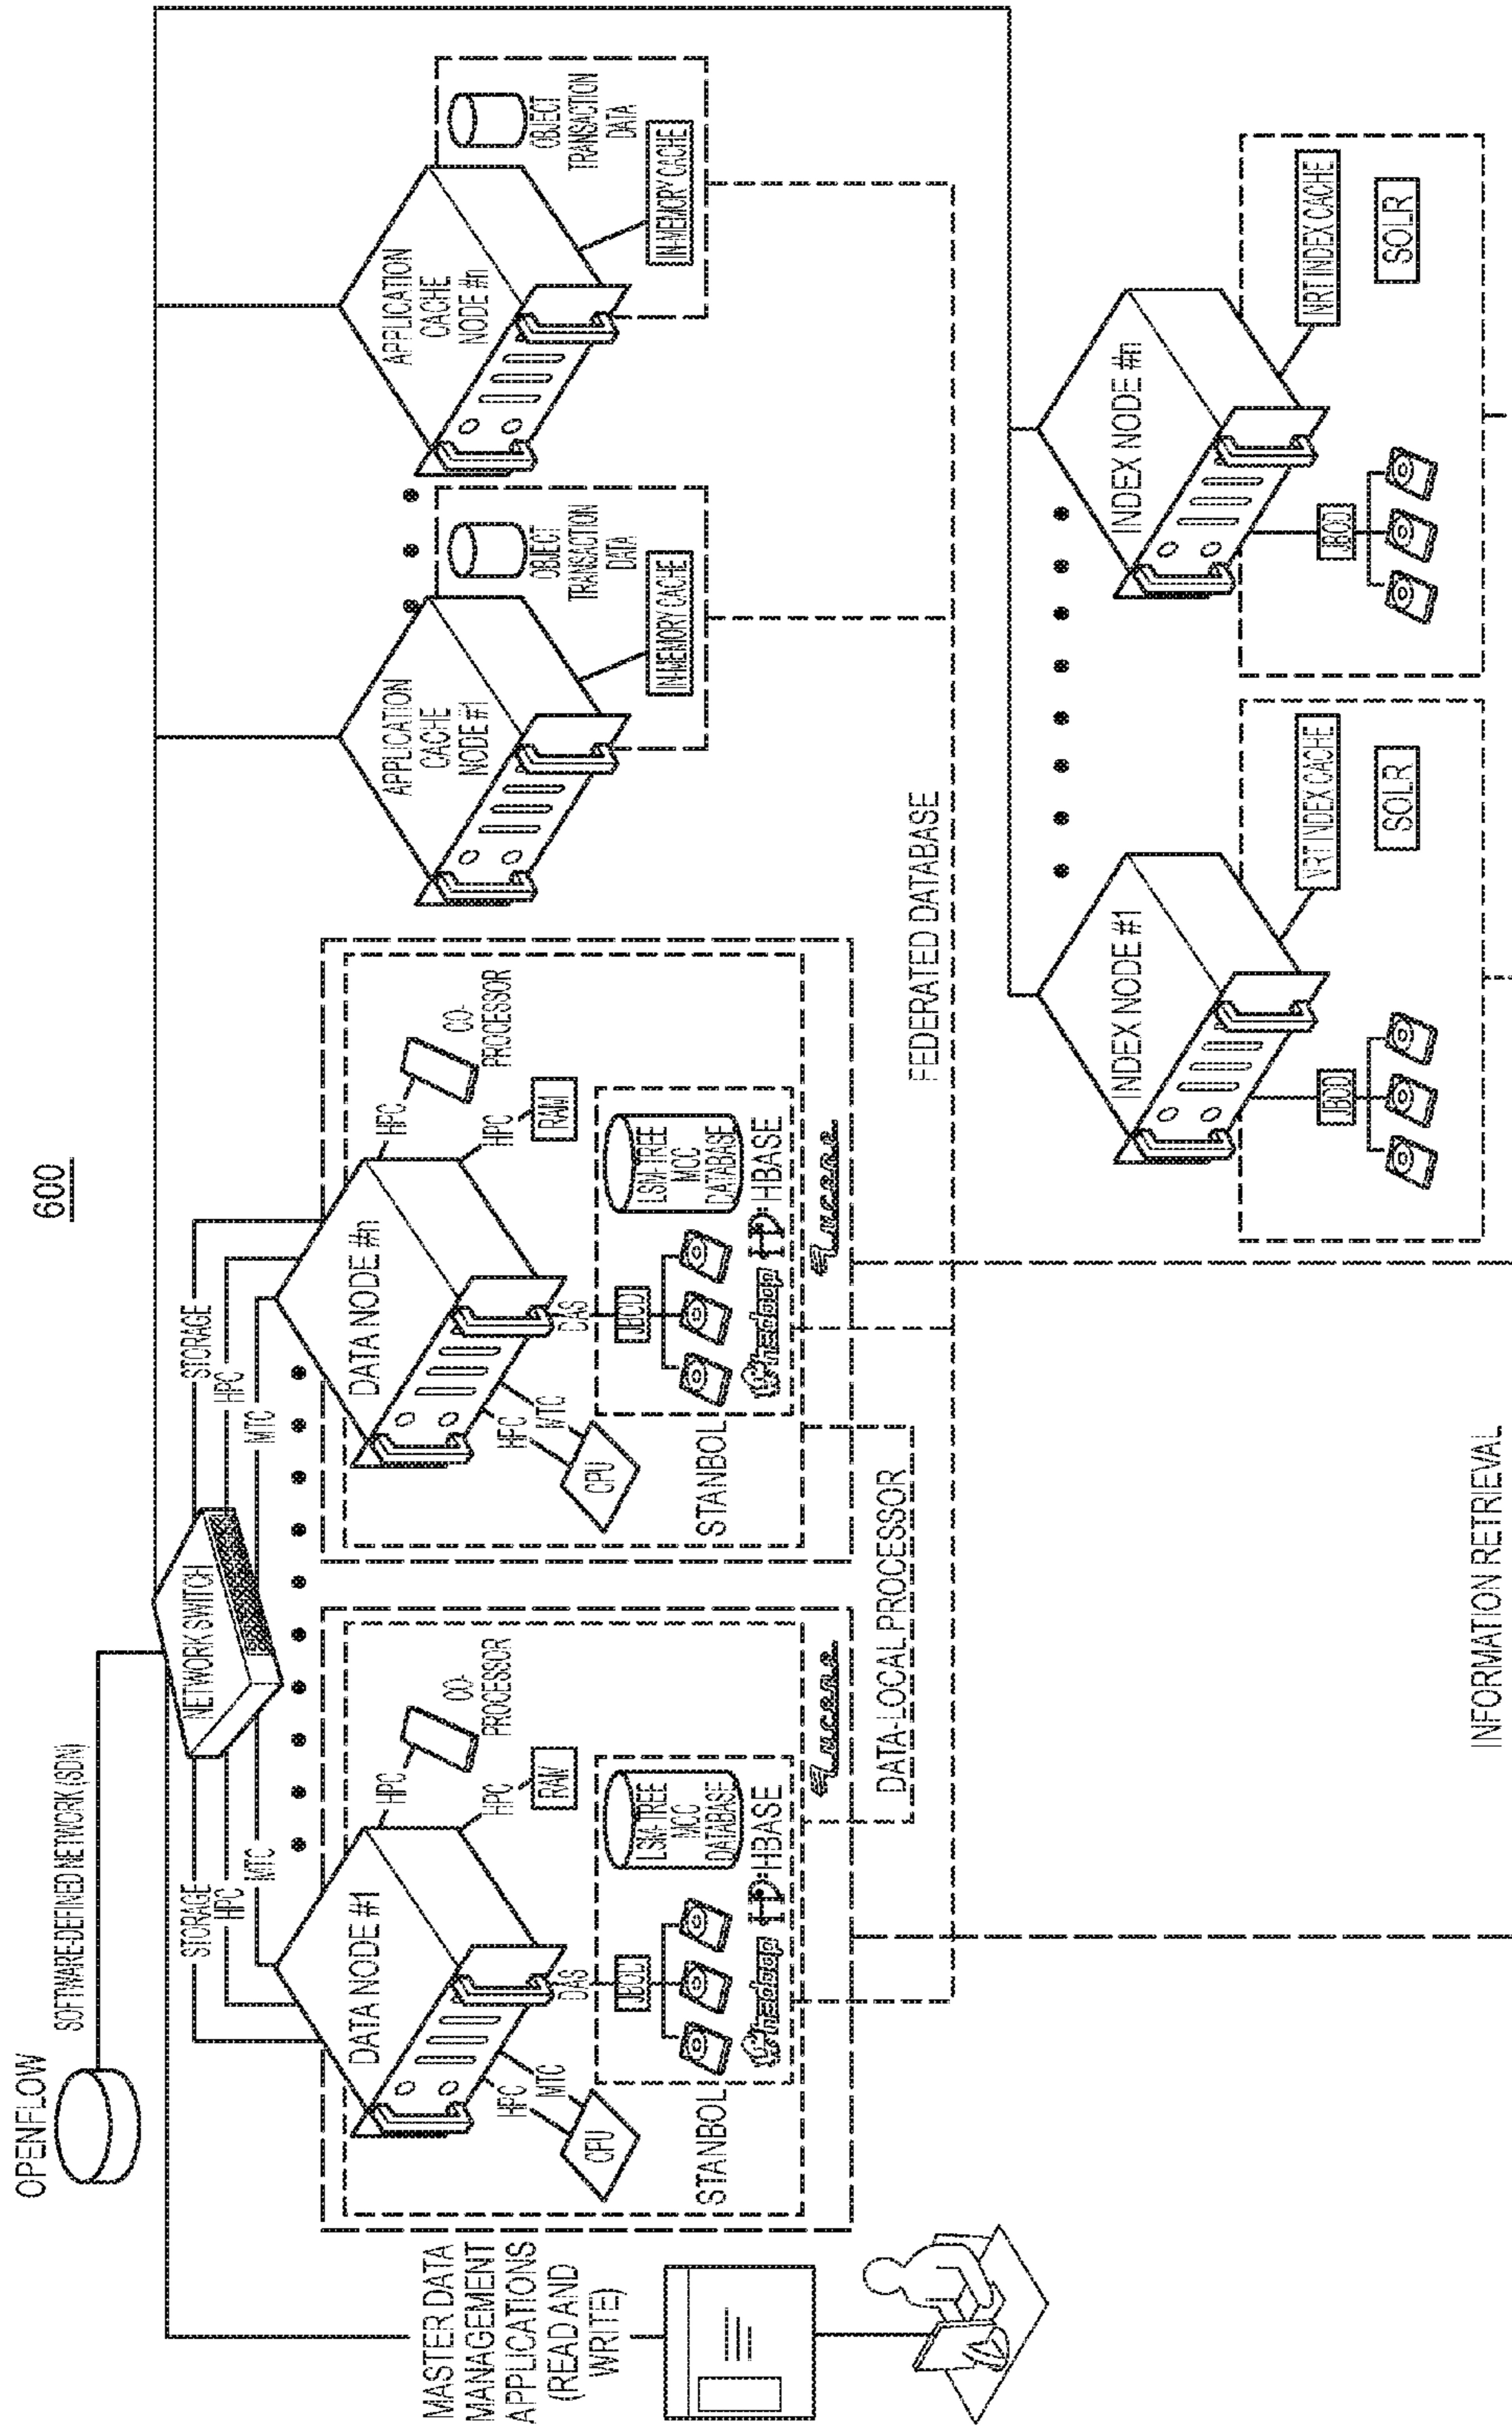 600
OPENFLOW
SOFTWARE-DEFINED NETWORK (SDN)
NETWORK SWITCH
STORAGE
HPC
MTC
STORAGE
HPC
MTC
MASTER DATA
MANAGEMENT
APPLICATIONS
(READ AND
WRITE)
DATA NODE #1
HPC
CO-
PROCESSOR
HPC
RAM
HPC
MTC
CPU
DAS
JBOD
LSM-TREE
MCC
DATABASE
STANBOL
hadoop
HBASE
Lucene
DATA NODE #n
HPC
CO-
PROCESSOR
HPC
RAM
HPC
MTC
CPU
DAS
JBOD
LSM-TREE
MCC
DATABASE
STANBOL
hadoop
HBASE
Lucene
DATA-LOCAL PROCESSOR
APPLICATION
CACHE
NODE #1
OBJECT
TRANSACTION
DATA
IN-MEMORY CACHE
APPLICATION
CACHE
NODE #n
OBJECT
TRANSACTION
DATA
IN-MEMORY CACHE
FEDERATED DATABASE
INDEX NODE #1
VRT INDEX CACHE
JBOD
SOLR
INDEX NODE #n
NRT INDEX CACHE
JBOD
SOLR
INFORMATION RETRIEVAL